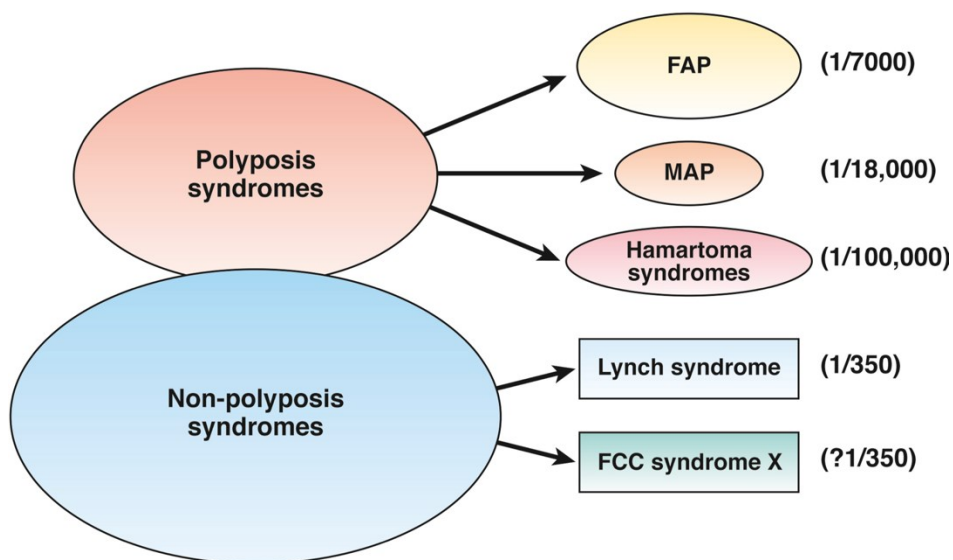 Polyposis
syndromes
FAP
(1/7000)
MAP
(1/18,000)
Hamartoma
syndromes
(1/100,000)
Non-polyposis
syndromes
Lynch syndrome
(1/350)
FCC syndrome X
(?1/350)